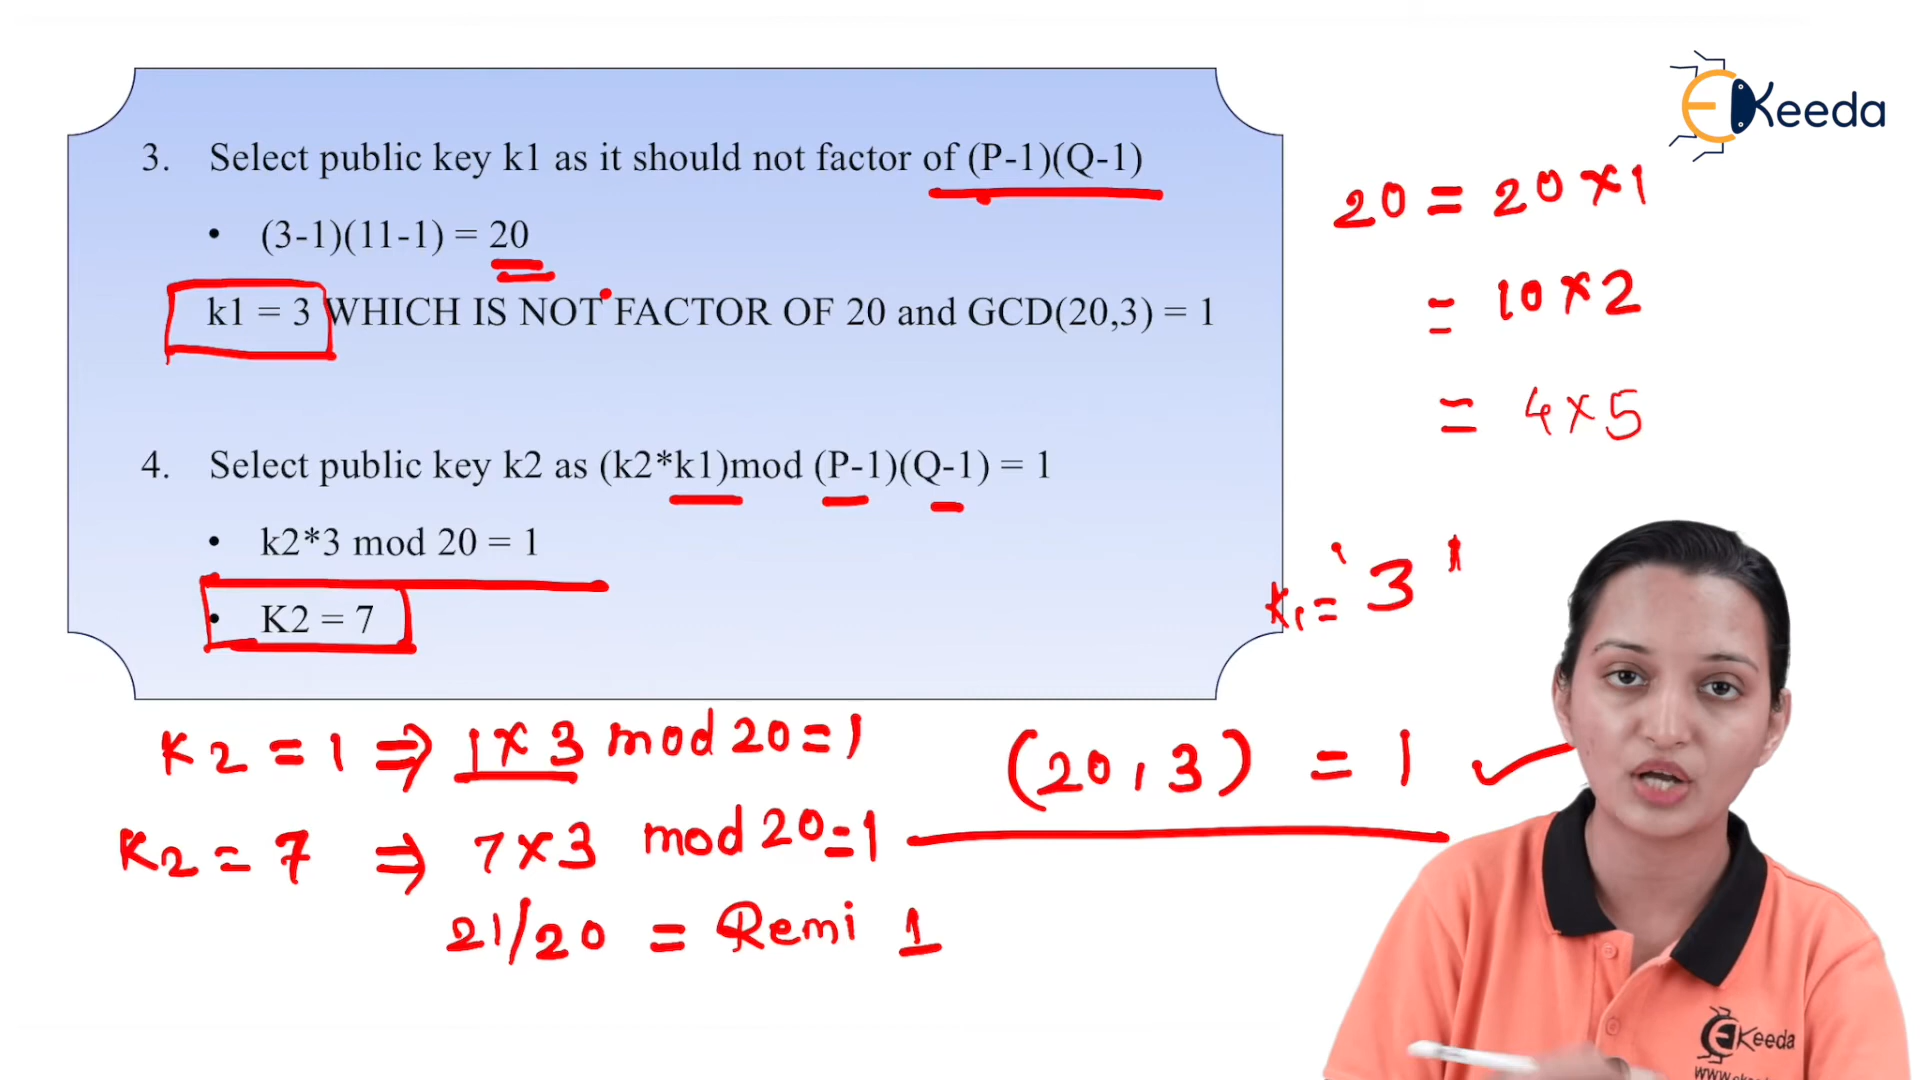 EKeeda
3. Select public key k1 as it should not factor of (P-1)(Q-1)
• (3-1)(11-1) = 20
k1 = 3 WHICH IS NOT FACTOR OF 20 and GCD(20,3) = 1
4. Select public key k2 as (k2*k1)mod (P-1)(Q-1) = 1
• k2*3 mod 20 = 1
• K2 = 7
20 = 20 × 1
= 10 × 2
= 4 × 5
K1 = '3'
K2 = 1 ⇒ 1 × 3 mod 20 = 1
K2 = 7 ⇒ 7 × 3 mod 20 = 1
21/20 = Remi 1
(20, 3) = 1 ✓
EKeeda